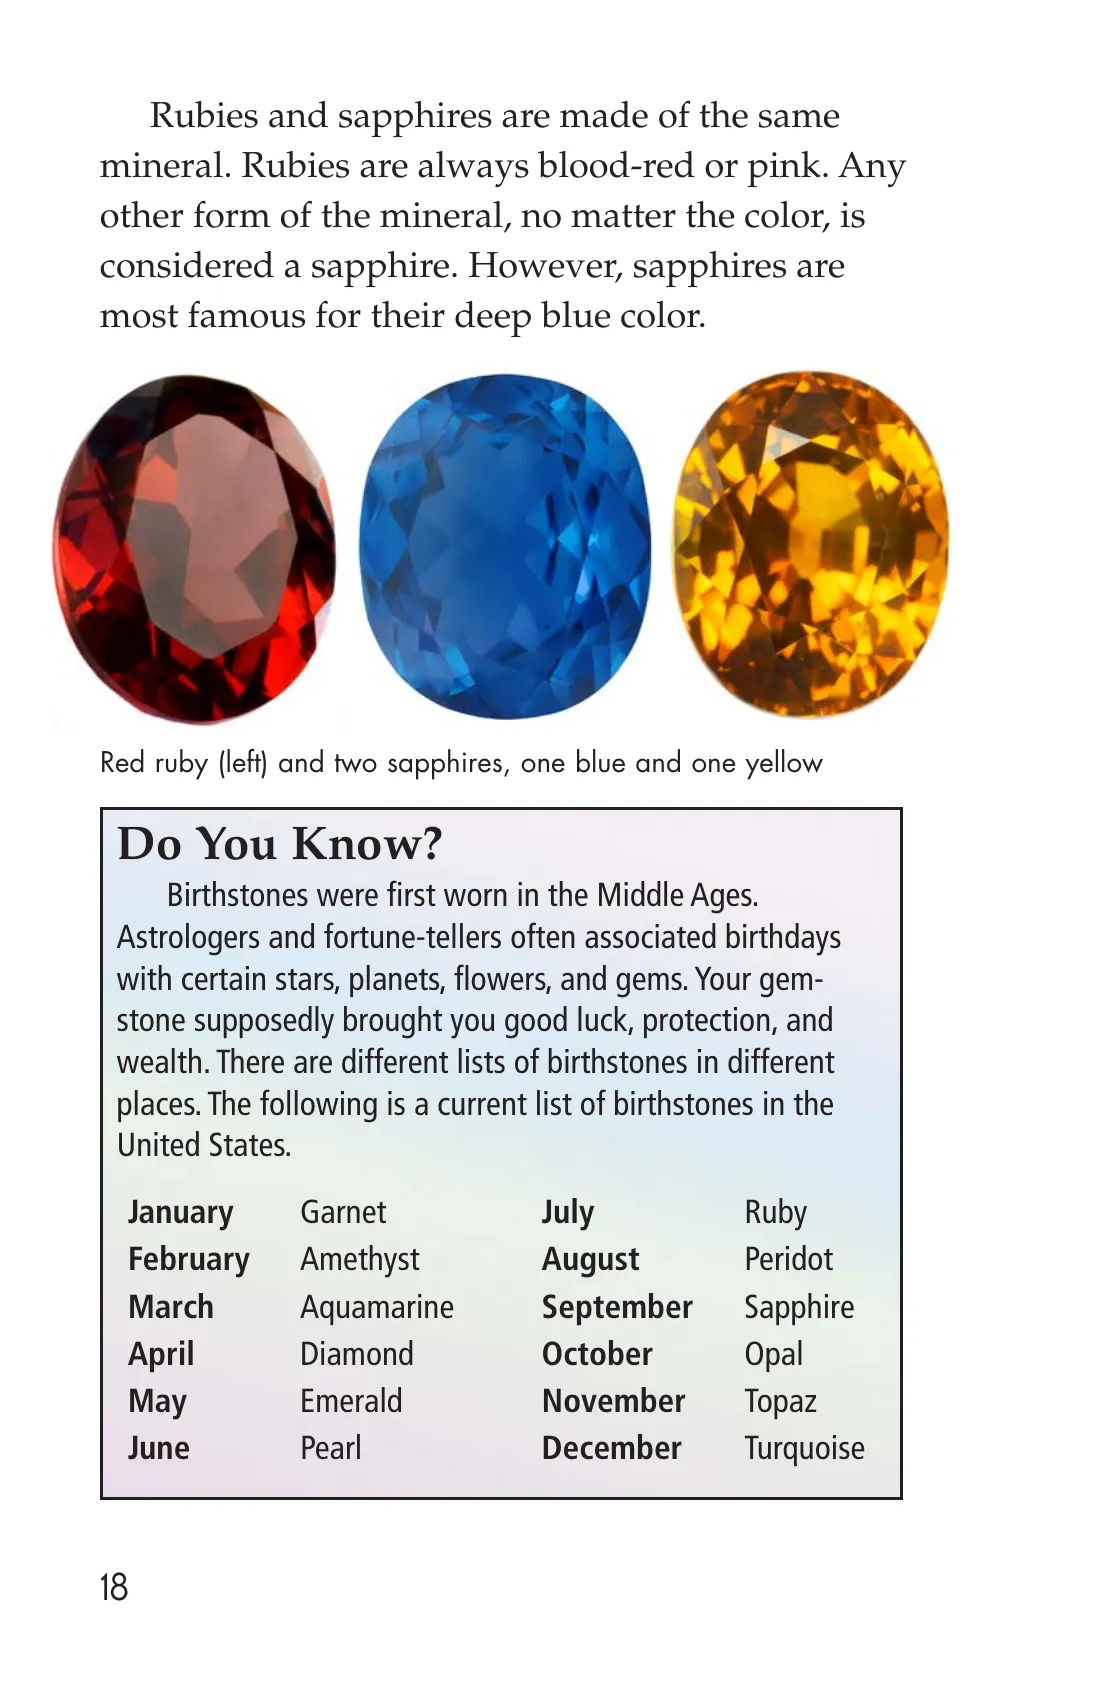 Rubies and sapphires are made of the same
mineral. Rubies are always blood-red or pink. Any
other form of the mineral, no matter the color, is
considered a sapphire. However, sapphires are
most famous for their deep blue color.
Red ruby (left) and two sapphires, one blue and one yellow
Do You Know?
Birthstones were first worn in the Middle Ages.
Astrologers and fortune-tellers often associated birthdays
with certain stars, planets, flowers, and gems. Your gem-
stone supposedly brought you good luck, protection, and
wealth. There are different lists of birthstones in different
places. The following is a current list of birthstones in the
United States.
January Garnet July Ruby
February Amethyst August Peridot
March Aquamarine September Sapphire
April Diamond October Opal
May Emerald November Topaz
June Pearl December Turquoise
18